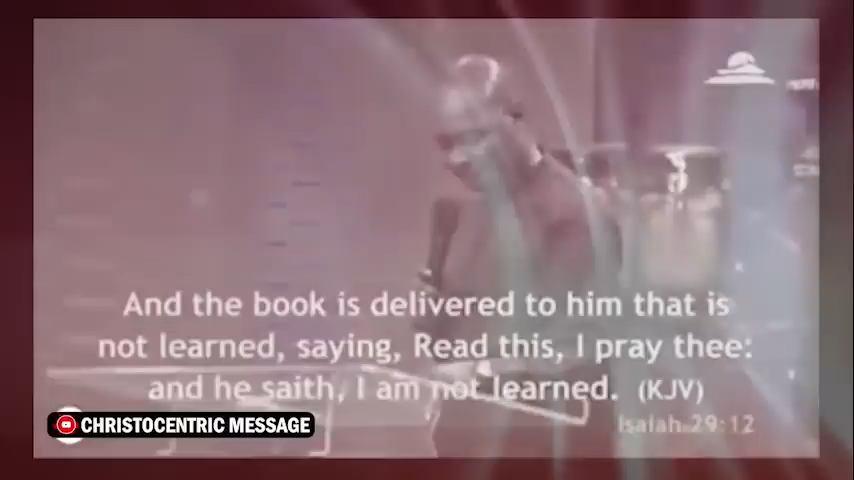 And the book is delivered to him that is
not learned, saying, Read this, I pray thee:
and he saith, I am not learned. (KJV)
Isaiah 29:12
CHRISTOCENTRIC MESSAGE